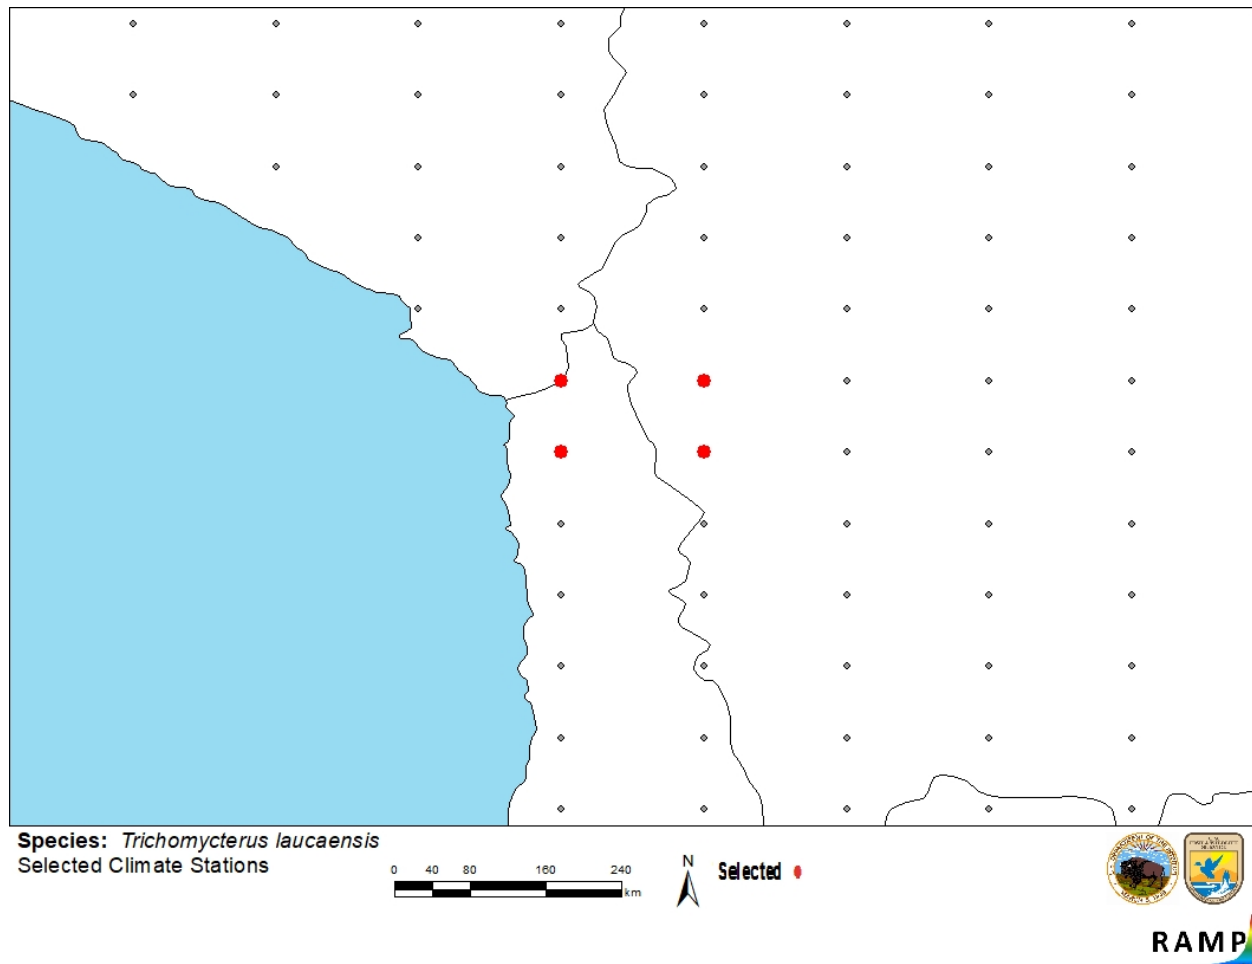 Species: Trichomycterus laucaensis
Selected Climate Stations
0 40 80 160 240
km
N
Selected
RAMP